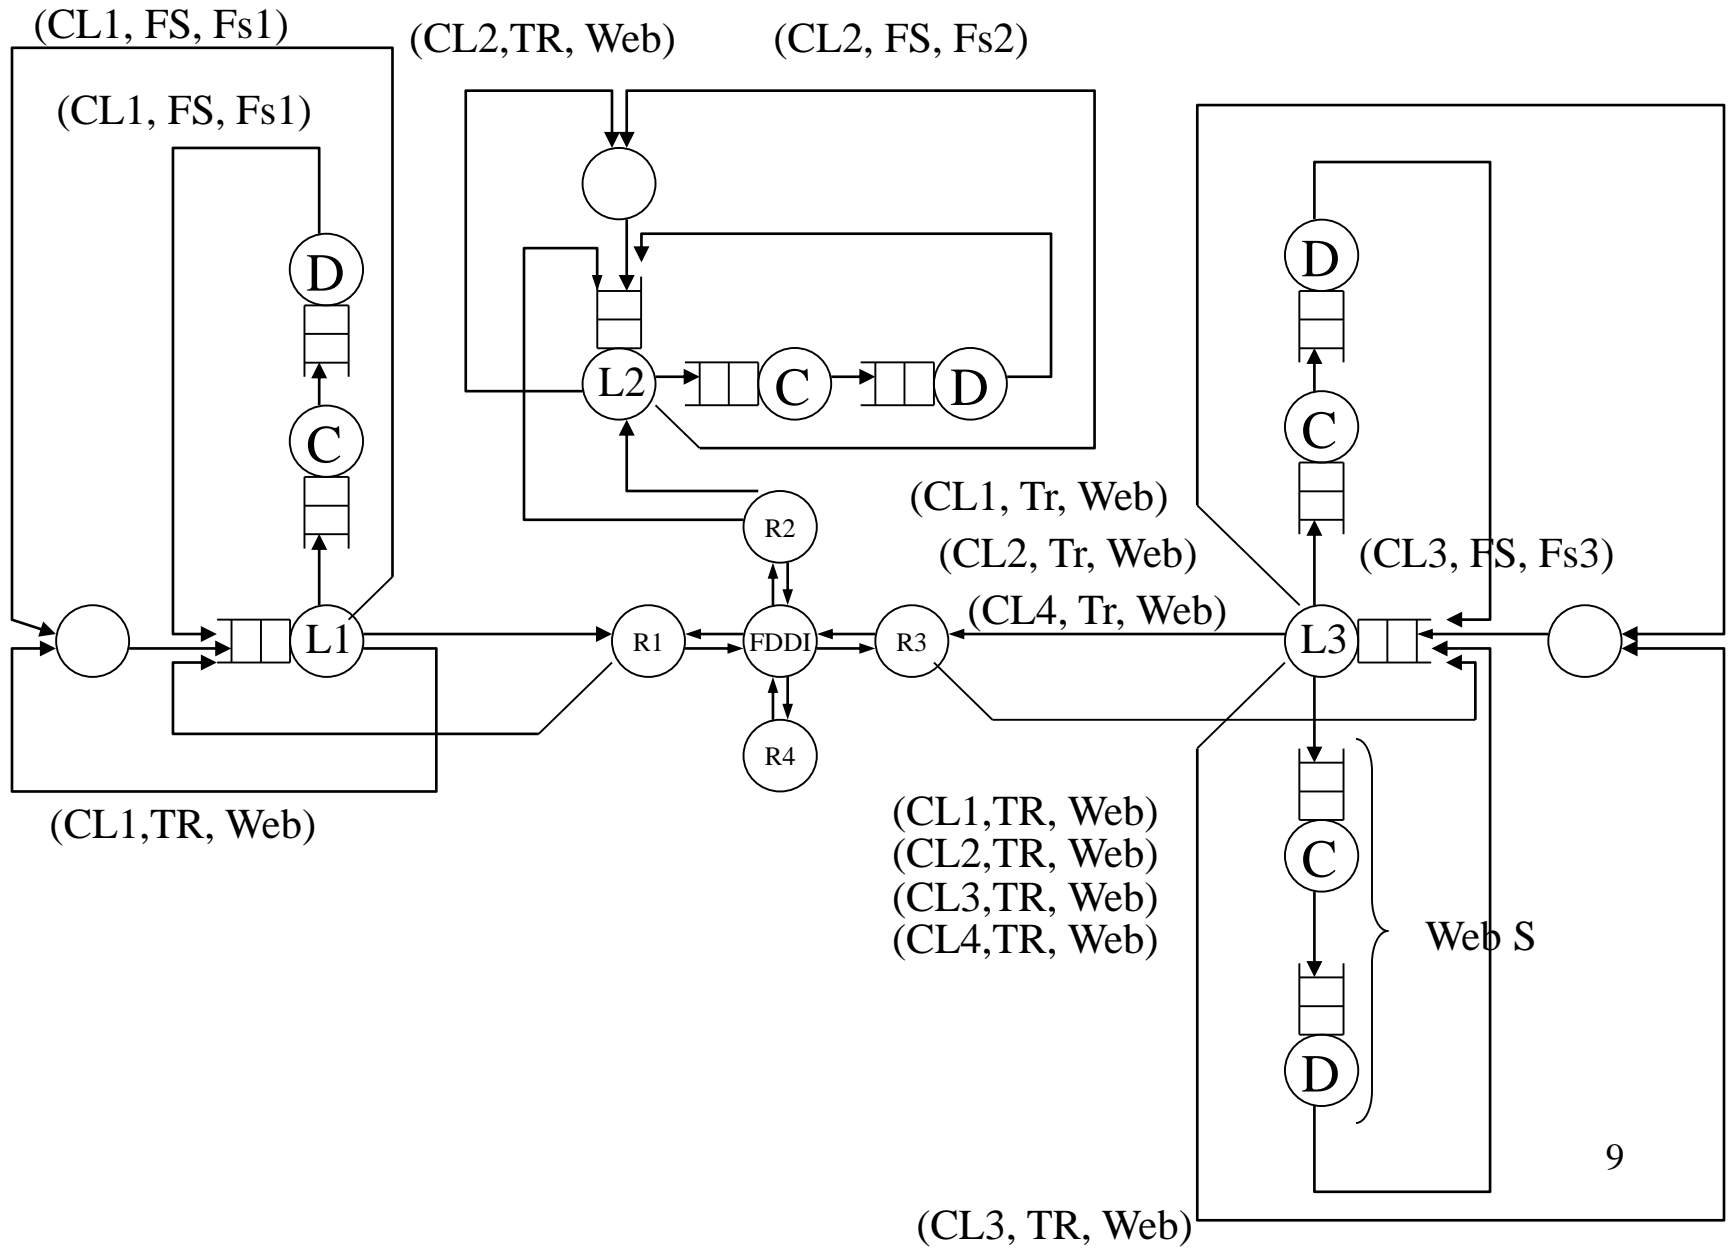 (CL1, FS, Fs1)
(CL2,TR, Web)
(CL2, FS, Fs2)
(CL1, FS, Fs1)
D
D
L2
C
D
C
C
(CL1, Tr, Web)
R2
(CL2, Tr, Web)
(CL3, FS, Fs3)
(CL4, Tr, Web)
L1
R1
FDDI
R3
L3
R4
(CL1,TR, Web)
(CL1,TR, Web)
(CL2,TR, Web)
(CL3,TR, Web)
(CL4,TR, Web)
C
Web S
D
9
(CL3, TR, Web)